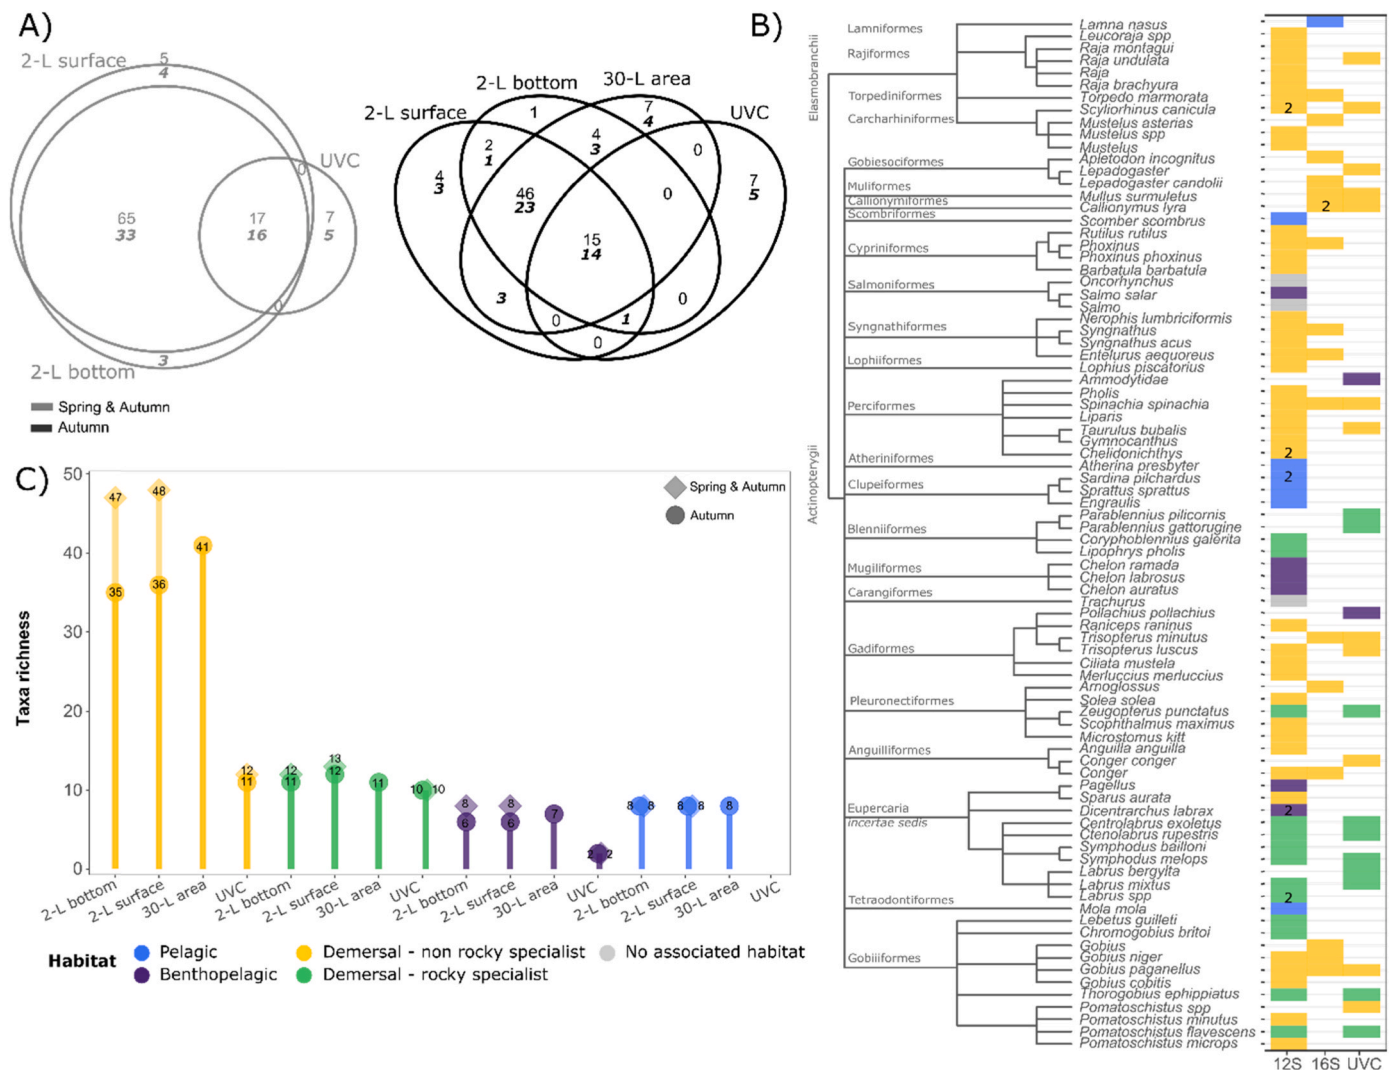 A)
2-L surface
5
4
UVC
0
65
33
17
16
7
5
0
3
2-L bottom
Spring & Autumn
Autumn
2-L bottom
30-L area
2-L surface
UVC
1
7
4
2
1
4
3
0
4
3
46
23
0
7
5
15
14
3
0
0
1
0
B)
Elasmobranchii
Actinopterygii
Lamniformes
Rajiformes
Torpediniformes
Carcharhiniformes
Gobiesociformes
Muliformes
Callionymiformes
Scombriformes
Cypriniformes
Salmoniformes
Syngnathiformes
Lophiiformes
Perciformes
Atheriniformes
Clupeiformes
Blenniiformes
Mugiliformes
Carangiformes
Gadiformes
Pleuronectiformes
Anguilliformes
Eupercaria
incertae sedis
Tetraodontiformes
Gobiiiformes
Lamna nasus
Leucoraja spp
Raja montagui
Raja undulata
Raja
Raja brachyura
Torpedo marmorata
Scyliorhinus canicula 2
Mustelus asterias
Mustelus spp
Mustelus
Apletodon incognitus
Lepadogaster
Lepadogaster candolii
Mullus surmuletus
Callionymus lyra 2
Scomber scombrus
Rutilus rutilus
Phoxinus
Phoxinus phoxinus
Barbatula barbatula
Oncorhynchus
Salmo salar
Salmo
Nerophis lumbriciformis
Syngnathus
Syngnathus acus
Entelurus aequoreus
Lophius piscatorius
Ammodytidae
Pholis
Spinachia spinachia
Liparis
Taurulus bubalis
Gymnocanthus
Chelidonichthys 2
Atherina presbyter
Sardina pilchardus 2
Sprattus sprattus
Engraulis
Parablennius pilicornis
Parablennius gattorugine
Coryphoblennius galerita
Lipophrys pholis
Chelon ramada
Chelon labrosus
Chelon auratus
Trachurus
Pollachius pollachius
Raniceps raninus
Trisopterus minutus
Trisopterus luscus
Ciliata mustela
Merluccius merluccius
Arnoglossus
Solea solea
Zeugopterus punctatus
Scophthalmus maximus
Microstomus kitt
Anguilla anguilla
Conger conger
Conger
Pagellus
Sparus aurata
Dicentrarchus labrax 2
Centrolabrus exoletus
Ctenolabrus rupestris
Symphodus bailloni
Symphodus melops
Labrus bergylta
Labrus mixtus
Labrus spp 2
Mola mola
Lebetus guilleti
Chromogobius britoi
Gobius
Gobius niger
Gobius paganellus
Gobius cobitis
Thorogobius ephippiatus
Pomatoschistus spp
Pomatoschistus minutus
Pomatoschistus flavescens
Pomatoschistus microps
12S 16S UVC
C)
Taxa richness
50
40
30
20
10
0
Spring & Autumn
Autumn
47
48
35
36
41
12
11
12
11
13
12
11
10 10
8
6
8
6
7
2 2
8 8
8 8
8
2-L bottom
2-L surface
30-L area
UVC
2-L bottom
2-L surface
30-L area
UVC
2-L bottom
2-L surface
30-L area
UVC
2-L bottom
2-L surface
30-L area
UVC
Habitat
Pelagic
Benthopelagic
Demersal - non rocky specialist
Demersal - rocky specialist
No associated habitat